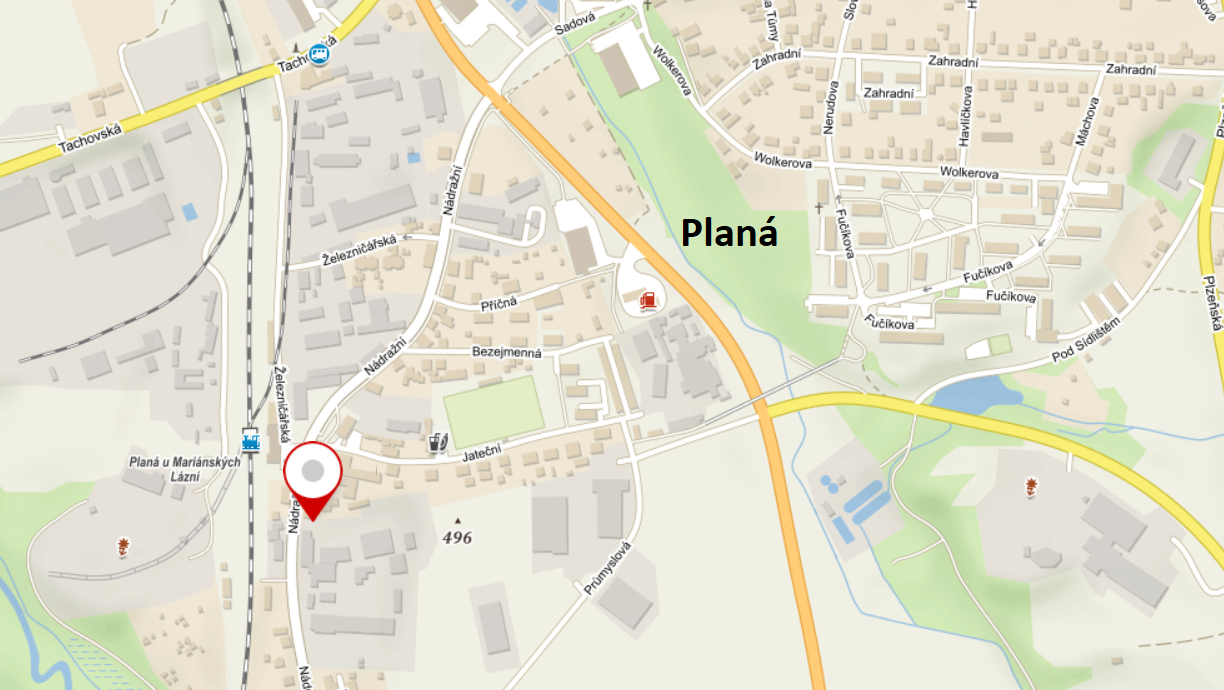 Sadová
Tachovská
Tachovská
Wolkerova
Zahradní
Zahradní
Zahradní
Zahradní
Nerudova
Havlíčkova
Máchova
Wolkerova
Wolkerova
Nádražní
Planá
Fučíkova
Železničářská
Fučíkova
Fučíkova
Plzeňská
Příčná
Fučíkova
Pod Sídlištěm
Nádražní
Bezejmenná
Železničářská
Jateční
Planá u Mariánských
Lázní
496
Průmyslová